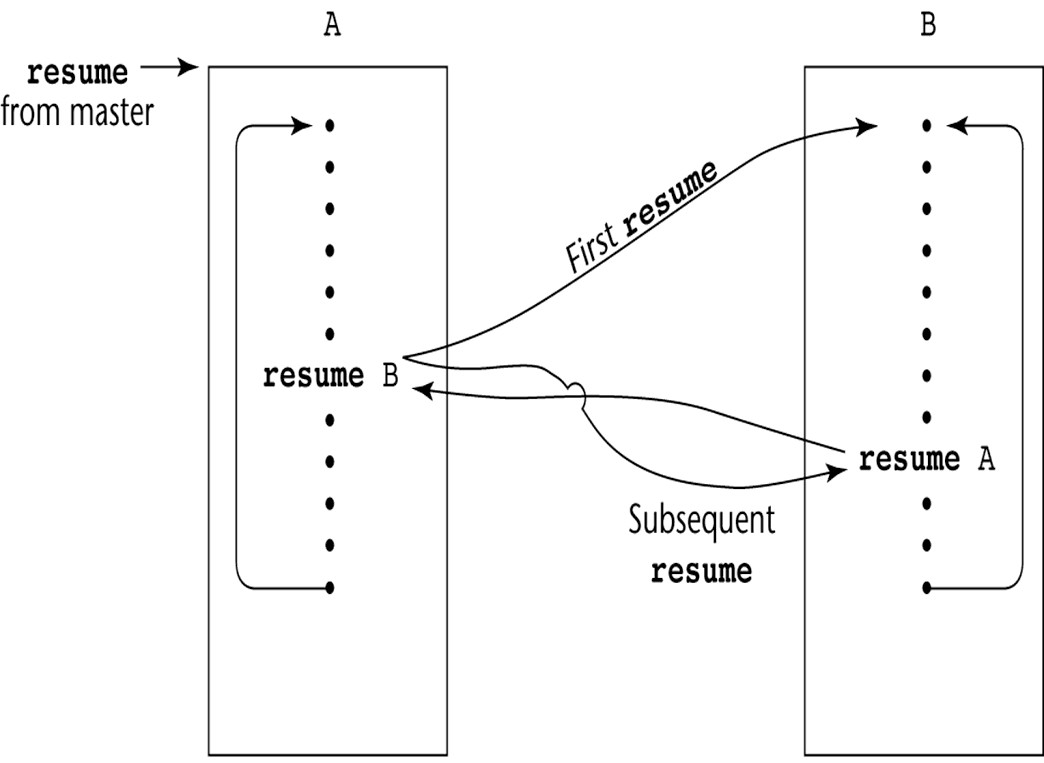 A
B
resume
from master
First resume
resume B
resume A
Subsequent
resume